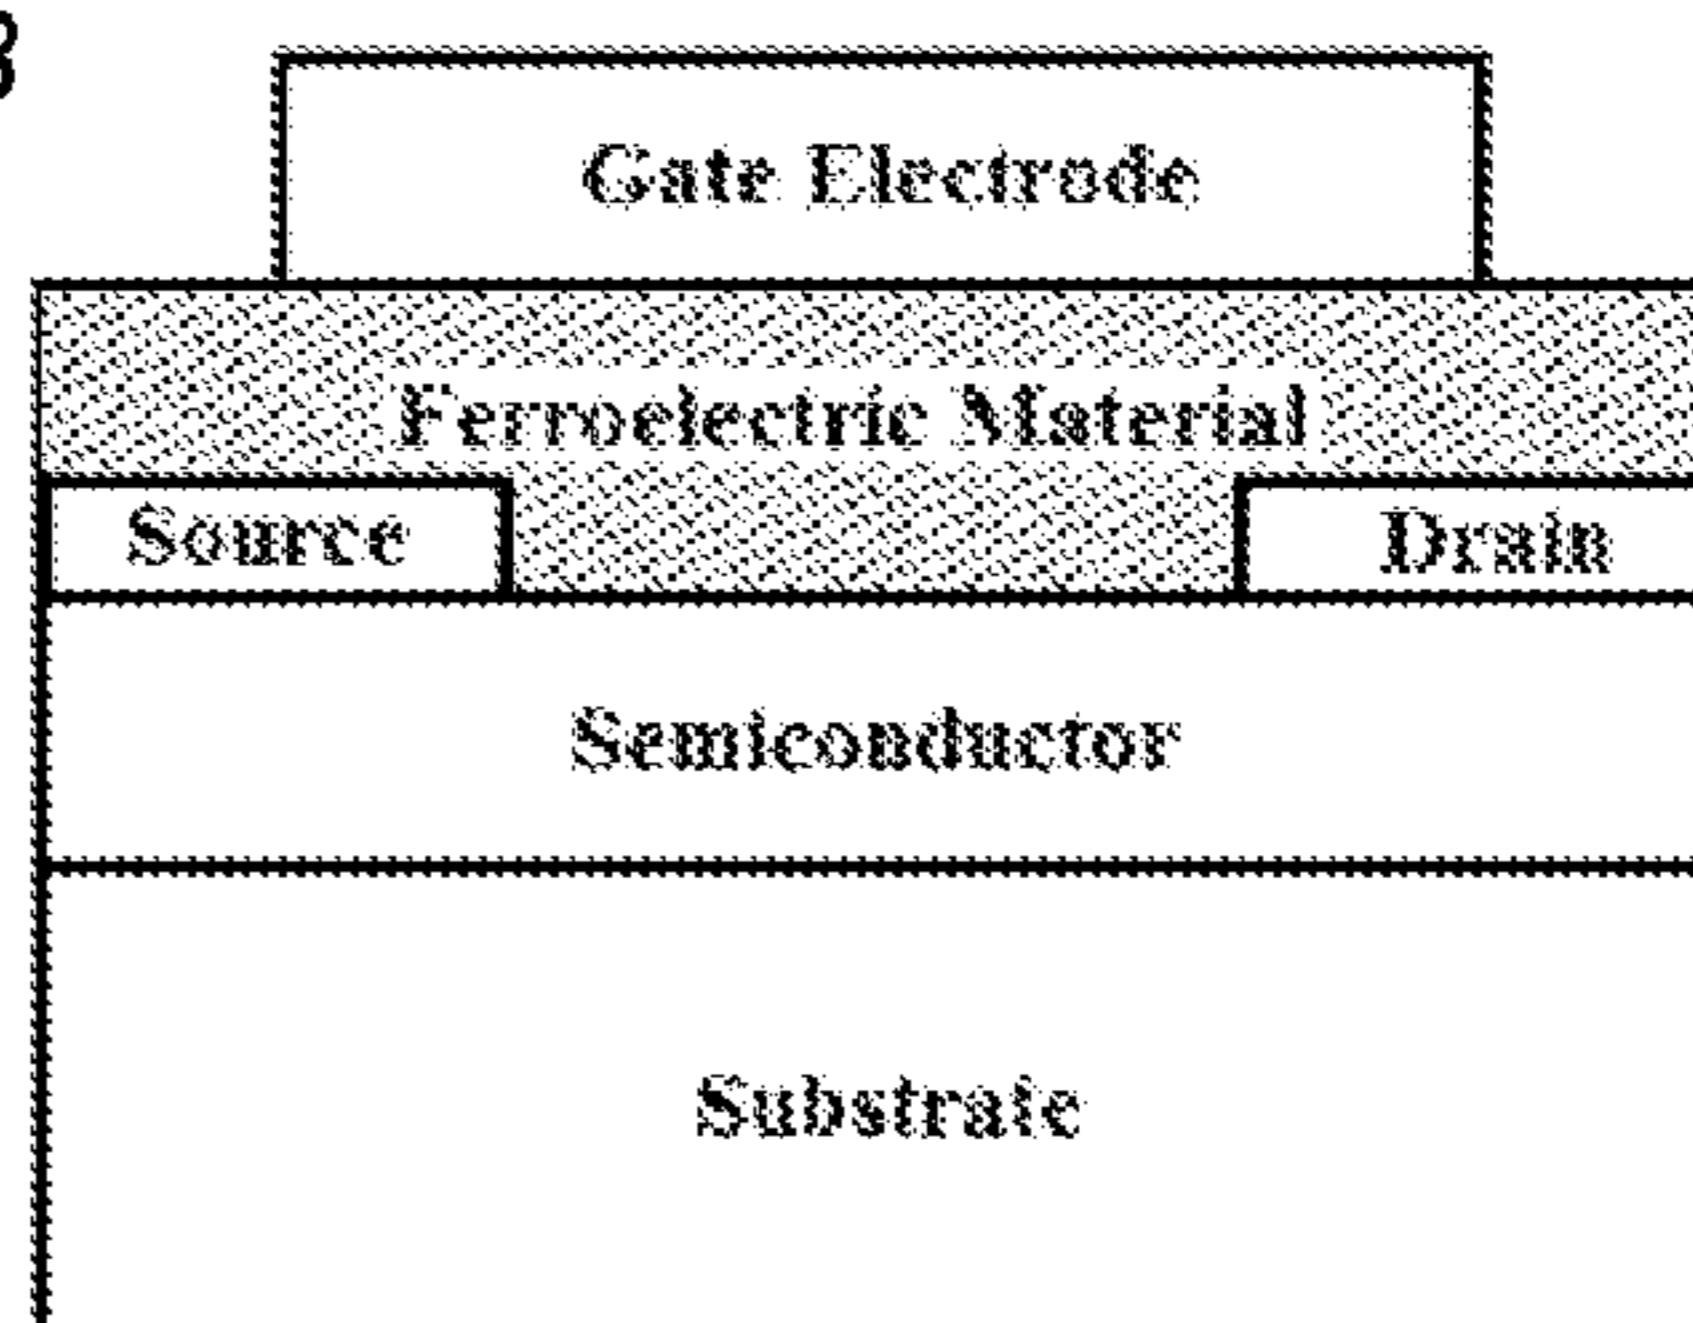 Gate Electrode
Ferroelectric Material
Source Drain
Semiconductor
Substrate